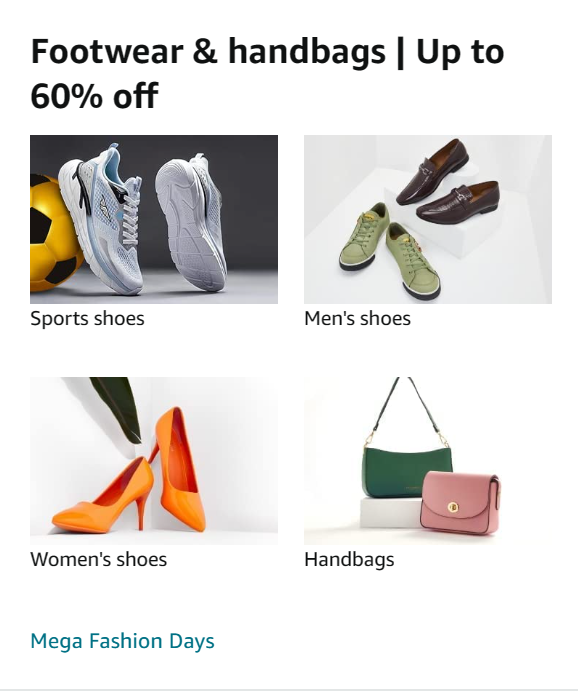 Footwear & handbags | Up to
60% off
Sports shoes
Men's shoes
Women's shoes
Handbags
Mega Fashion Days